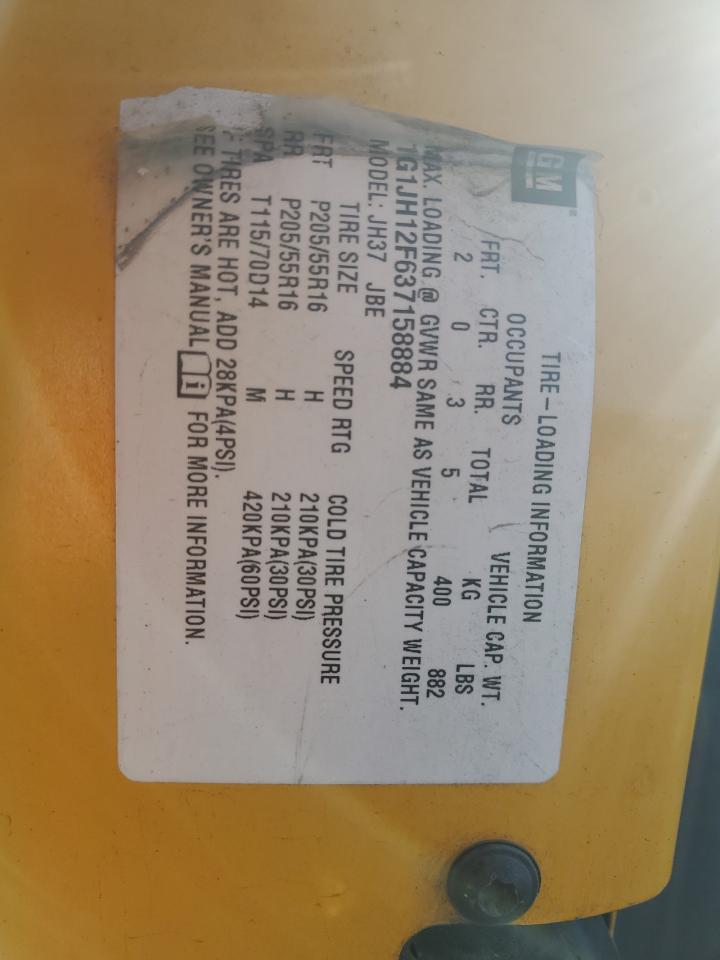 GM
TIRE-LOADING INFORMATION
OCCUPANTS VEHICLE CAP. WT.
FRT. CTR. RR. TOTAL KG LBS
2 0 3 5 400 882
MAX. LOADING @ GVWR SAME AS VEHICLE CAPACITY WEIGHT.
1G1JH12F637158884
MODEL: JH37 JBE
TIRE SIZE SPEED RTG COLD TIRE PRESSURE
FRT P205/55R16 H 210KPA(30PSI)
RR P205/55R16 H 210KPA(30PSI)
SPA T115/70D14 M 420KPA(60PSI)
TIRES ARE HOT, ADD 28KPA(4PSI).
SEE OWNER'S MANUAL FOR MORE INFORMATION.